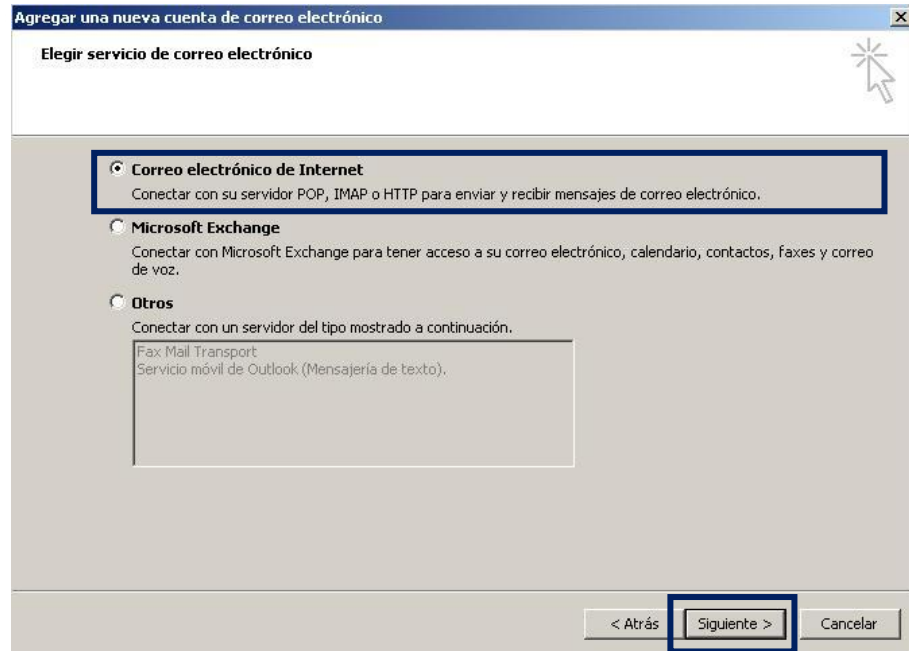 Agregar una nueva cuenta de correo electrónico
Elegir servicio de correo electrónico
Correo electrónico de Internet
Conectar con su servidor POP, IMAP o HTTP para enviar y recibir mensajes de correo electrónico.
Microsoft Exchange
Conectar con Microsoft Exchange para tener acceso a su correo electrónico, calendario, contactos, faxes y correo
de voz.
Otros
Conectar con un servidor del tipo mostrado a continuación.
Fax Mail Transport
Servicio móvil de Outlook (Mensajería de texto).
< Atrás
Siguiente >
Cancelar